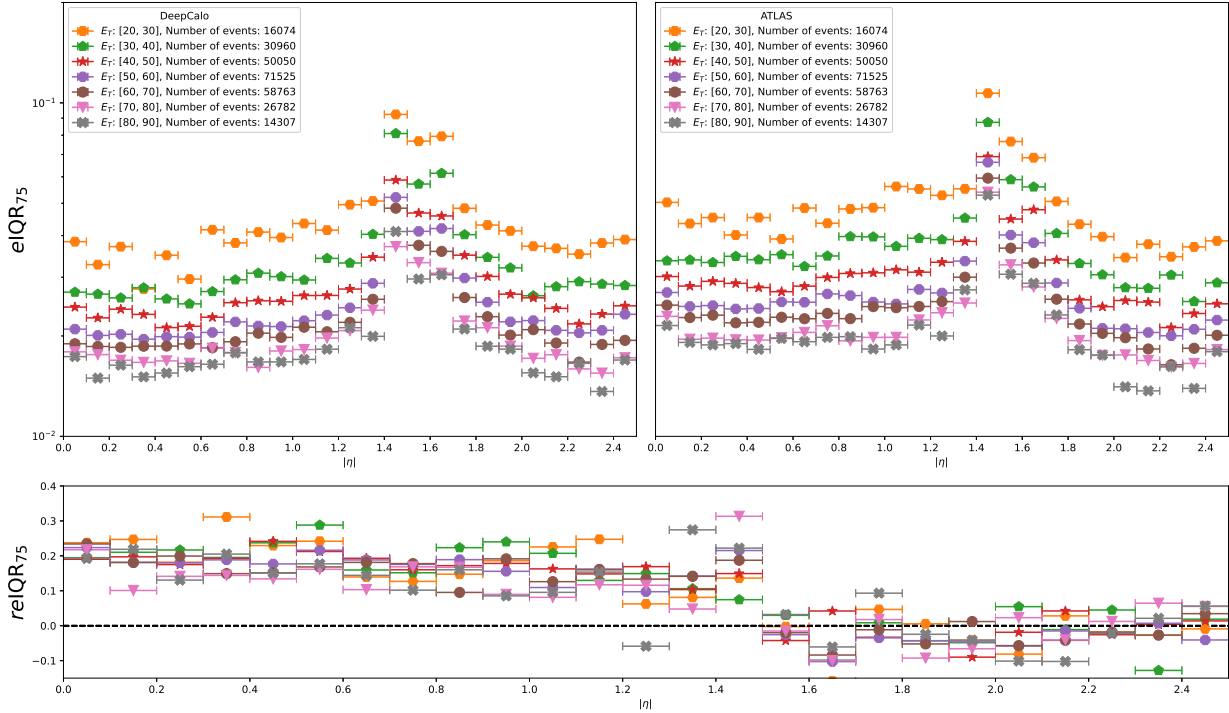 DeepCalo
E_T: [20, 30], Number of events: 16074
E_T: [30, 40], Number of events: 30960
E_T: [40, 50], Number of events: 50050
E_T: [50, 60], Number of events: 71525
E_T: [60, 70], Number of events: 58763
E_T: [70, 80], Number of events: 26782
E_T: [80, 90], Number of events: 14307
10^{-1}
10^{-2}
eIQR_{75}
0.0 0.2 0.4 0.6 0.8 1.0 1.2 1.4 1.6 1.8 2.0 2.2 2.4
|η|
ATLAS
E_T: [20, 30], Number of events: 16074
E_T: [30, 40], Number of events: 30960
E_T: [40, 50], Number of events: 50050
E_T: [50, 60], Number of events: 71525
E_T: [60, 70], Number of events: 58763
E_T: [70, 80], Number of events: 26782
E_T: [80, 90], Number of events: 14307
0.0 0.2 0.4 0.6 0.8 1.0 1.2 1.4 1.6 1.8 2.0 2.2 2.4
|η|
0.4
0.3
0.2
0.1
0.0
−0.1
reIQR_{75}
0.0 0.2 0.4 0.6 0.8 1.0 1.2 1.4 1.6 1.8 2.0 2.2 2.4
|η|